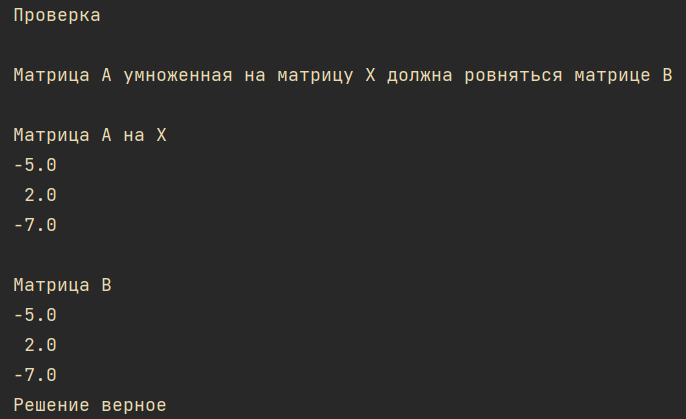 Проверка
Матрица А умноженная на матрицу X должна ровняться матрице В
Матрица А на X
-5.0
2.0
-7.0
Матрица В
-5.0
2.0
-7.0
Решение верное